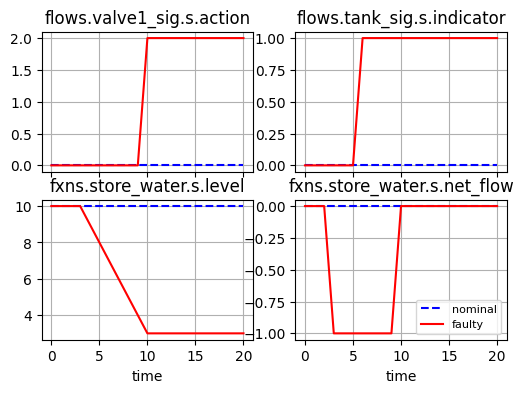 flows.valve1_sig.s.action
flows.tank_sig.s.indicator
2.0
1.5
1.0
0.5
0.0
1.00
0.75
0.50
0.25
0.00
fxns.store_water.s.level
fxns.store_water.s.net_flow
10
8
6
4
0 5 10 15 20
time
0.00
−0.25
−0.50
−0.75
−1.00
nominal
faulty
0 5 10 15 20
time